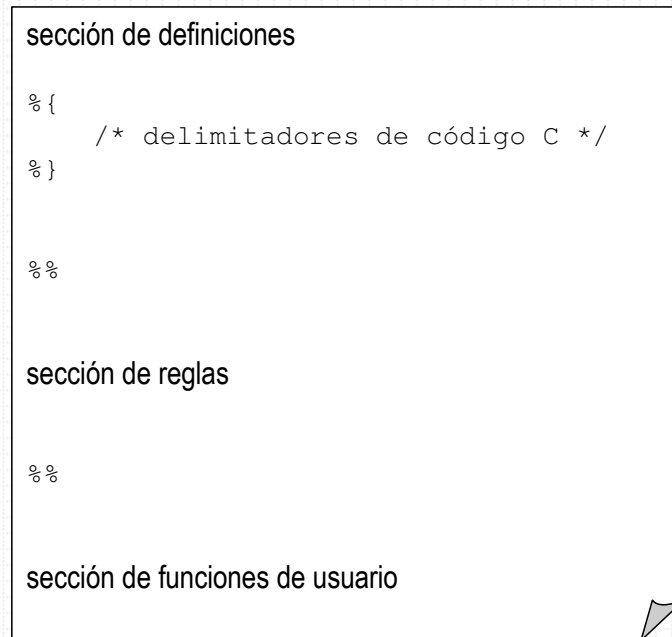 sección de definiciones
%{
/* delimitadores de código C */
%}
%%
sección de reglas
%%
sección de funciones de usuario